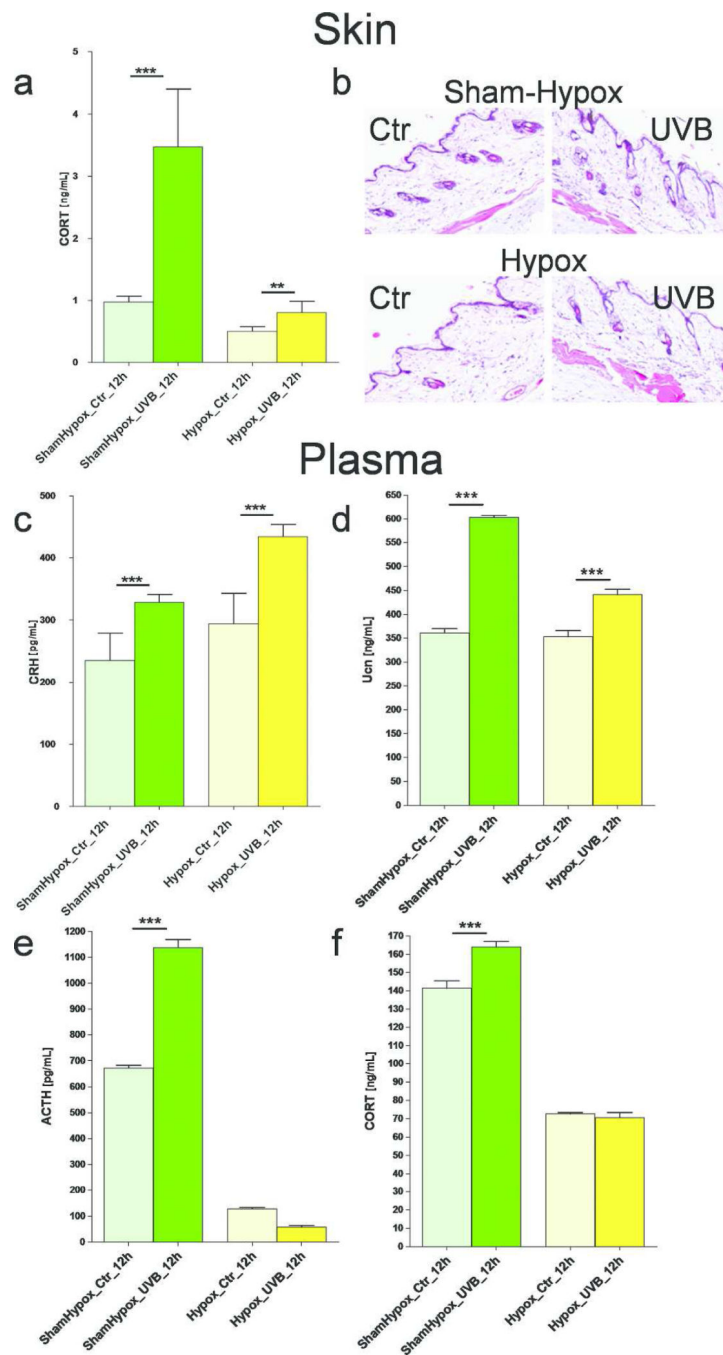 Skin
a
5
4
3
2
1
0
CORT [ng/mL]
***
**
ShamHypox_Ctr_12h
ShamHypox_UVB_12h
Hypox_Ctr_12h
Hypox_UVB_12h
b
Sham-Hypox
Ctr
UVB
Hypox
Ctr
UVB
Plasma
c
500
400
300
200
100
0
CRH [pg/mL]
***
***
ShamHypox_Ctr_12h
ShamHypox_UVB_12h
Hypox_Ctr_12h
Hypox_UVB_12h
d
650
600
550
500
450
400
350
300
250
200
150
100
50
0
Ucn [ng/mL]
***
***
ShamHypox_Ctr_12h
ShamHypox_UVB_12h
Hypox_Ctr_12h
Hypox_UVB_12h
e
1200
1100
1000
900
800
700
600
500
400
300
200
100
0
ACTH [pg/mL]
***
ShamHypox_Ctr_12h
ShamHypox_UVB_12h
Hypox_Ctr_12h
Hypox_UVB_12h
f
170
160
150
140
130
120
110
100
90
80
70
60
50
40
30
20
10
0
CORT [ng/mL]
***
ShamHypox_Ctr_12h
ShamHypox_UVB_12h
Hypox_Ctr_12h
Hypox_UVB_12h